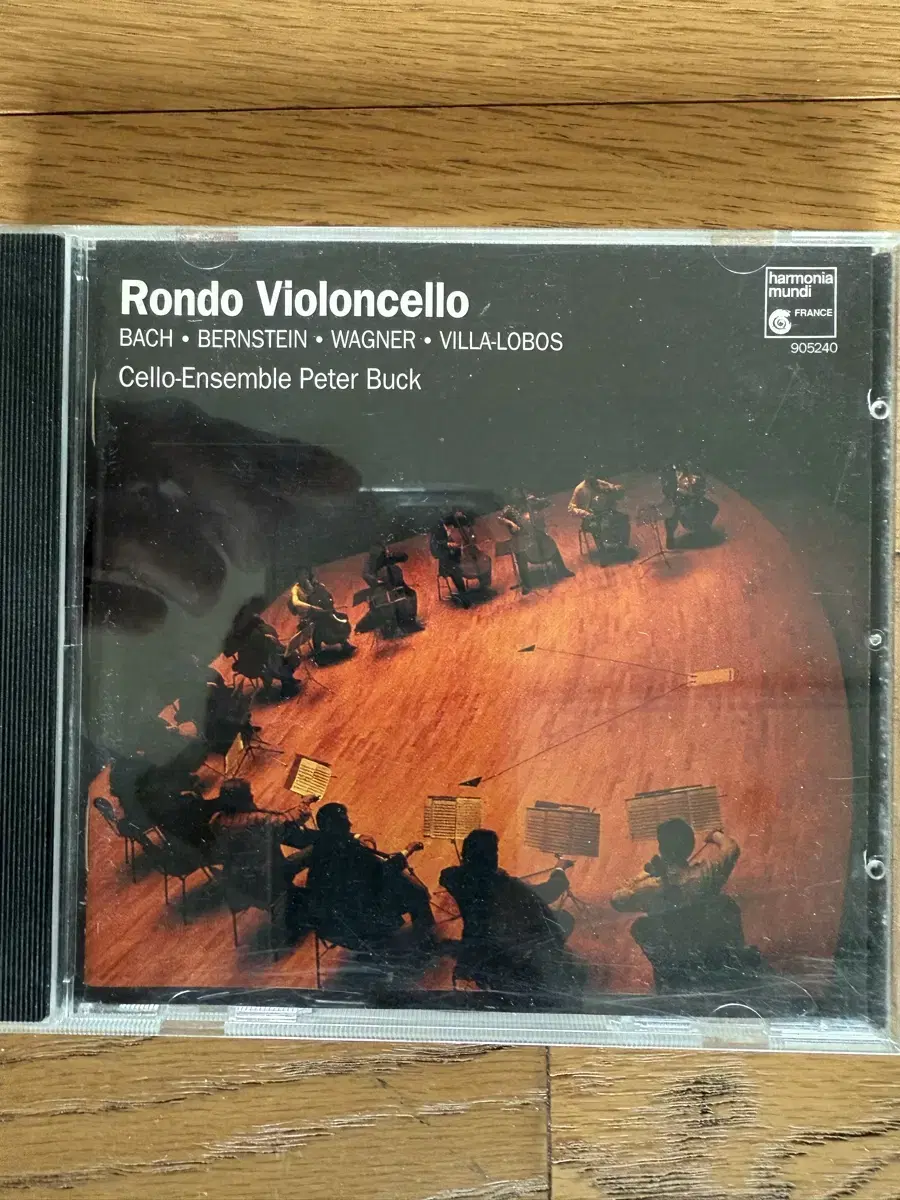 Rondo Violoncello
BACH • BERNSTEIN • WAGNER • VILLA-LOBOS
Cello-Ensemble Peter Buck
harmonia
mundi
FRANCE
905240